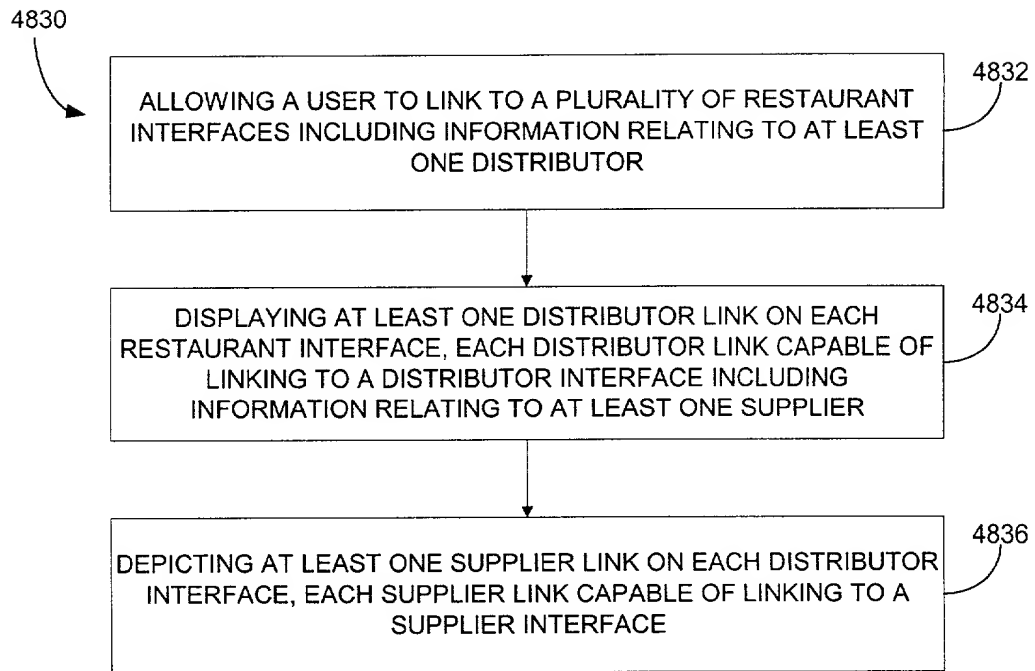 4830
4832
ALLOWING A USER TO LINK TO A PLURALITY OF RESTAURANT
INTERFACES INCLUDING INFORMATION RELATING TO AT LEAST
ONE DISTRIBUTOR
4834
DISPLAYING AT LEAST ONE DISTRIBUTOR LINK ON EACH
RESTAURANT INTERFACE, EACH DISTRIBUTOR LINK CAPABLE OF
LINKING TO A DISTRIBUTOR INTERFACE INCLUDING
INFORMATION RELATING TO AT LEAST ONE SUPPLIER
4836
DEPICTING AT LEAST ONE SUPPLIER LINK ON EACH DISTRIBUTOR
INTERFACE, EACH SUPPLIER LINK CAPABLE OF LINKING TO A
SUPPLIER INTERFACE